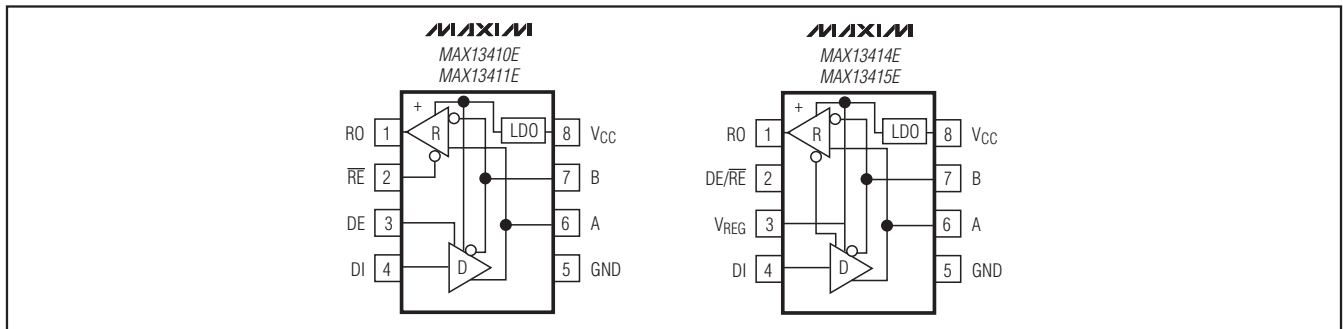 MAXIM
MAX13410E
MAX13411E
+
RO 1
R
LDO
8 VCC
RE 2
7 B
DE 3
6 A
DI 4
D
5 GND
MAXIM
MAX13414E
MAX13415E
+
RO 1
R
LDO
8 VCC
DE/RE 2
7 B
VREG 3
6 A
DI 4
D
5 GND